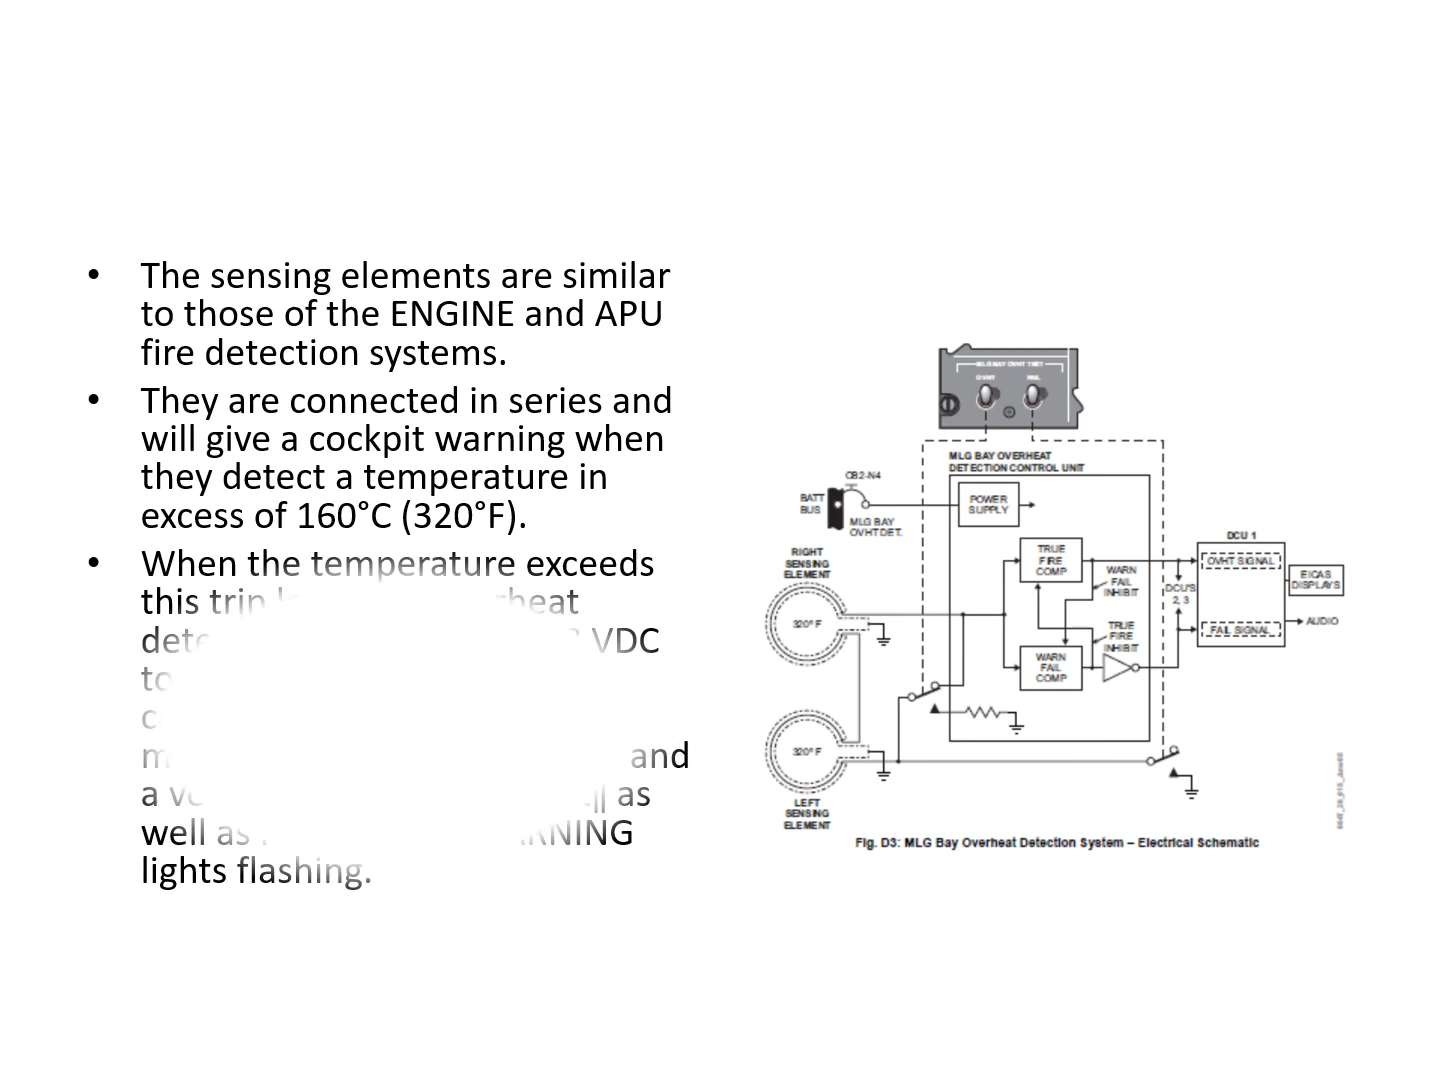 • The sensing elements are similar
to those of the ENGINE and APU
fire detection systems.
• They are connected in series and
will give a cockpit warning when
they detect a temperature in
excess of 160°C (320°F).
• When the temperature exceeds
this trip
VDC
and
a
as
well as
lights flashing.
MLG BAY OVHT TEST
OVHT
FAIL
MLG BAY OVERHEAT
DETECTION CONTROL UNIT
CB2-N4
BATT
BUS
MLG BAY
OVHT DET.
POWER
SUPPLY
RIGHT
SENSING
ELEMENT
320° F
TRUE
FIRE
COMP
WARN
FAIL
INHIBIT
DCU'S
2, 3
DCU 1
OVHT SIGNAL
EICAS
DISPLAYS
FAIL SIGNAL
AUDIO
TRUE
FIRE
INHIBIT
WARN
FAIL
COMP
320° F
LEFT
SENSING
ELEMENT
Fig. D3: MLG Bay Overheat Detection System – Electrical Schematic